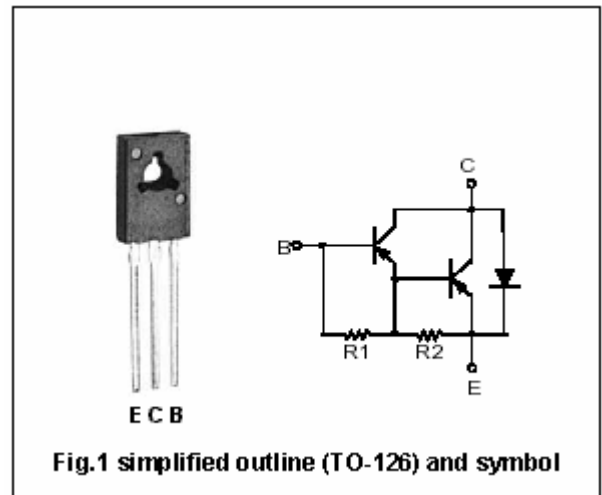 C
B
R1 R2
E
E C B
Fig.1 simplified outline (TO-126) and symbol